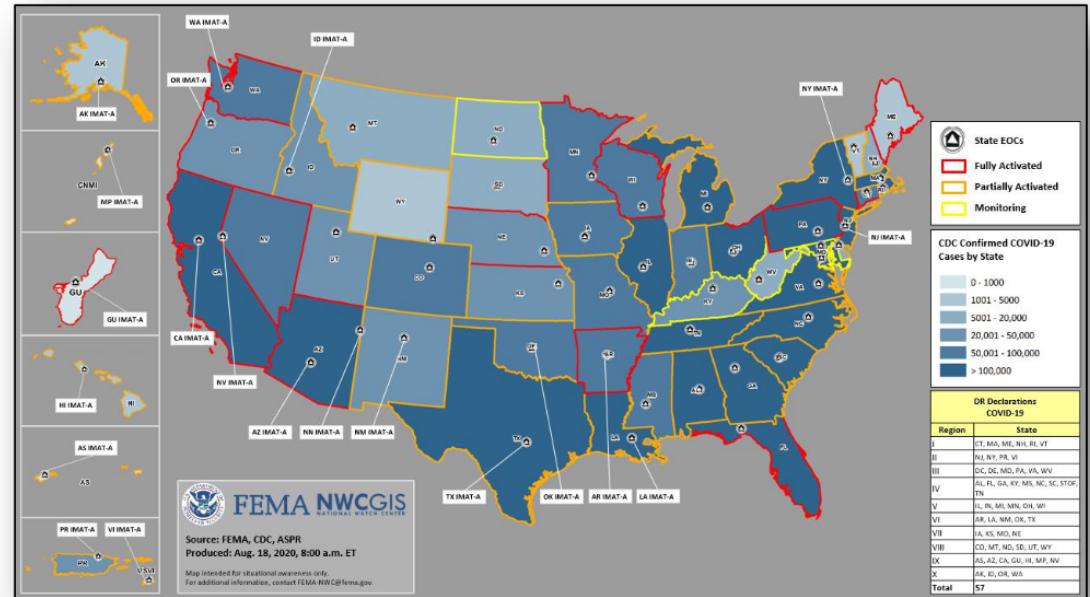 WA IMAT-A
ID IMAT-A
OR IMAT-A
NY IMAT-A
AK
AK IMAT-A
CNMI
MP IMAT-A
GU
GU IMAT-A
CA IMAT-A
NV IMAT-A
HI
HI IMAT-A
AZ IMAT-A
NN IMAT-A
NM IMAT-A
AS IMAT-A
AS
TX IMAT-A
OK IMAT-A
AR IMAT-A
LA IMAT-A
NJ IMAT-A
PR IMAT-A
VI IMAT-A
PR
USVI
WA
OR
ID
MT
ND
SD
WY
NE
NV
UT
CO
KS
CA
AZ
NM
TX
OK
MN
WI
IA
MO
AR
LA
MS
IL
IN
MI
OH
KY
TN
AL
GA
FL
SC
NC
VA
WV
PA
NY
VT
NH
ME
MA
State EOCs
Fully Activated
Partially Activated
Monitoring
CDC Confirmed COVID-19
Cases by State
0 - 1000
1001 - 5000
5001 - 20,000
20,001 - 50,000
50,001 - 100,000
> 100,000
DR Declarations
COVID-19
Region State
I CT, MA, ME, NH, RI, VT
II NJ, NY, PR, VI
III DC, DE, MD, PA, VA, WV
IV AL, FL, GA, KY, MS, NC, SC, STOF, TN
V IL, IN, MI, MN, OH, WI
VI AR, LA, NM, OK, TX
VII IA, KS, MO, NE
VIII CO, MT, ND, SD, UT, WY
IX AS, AZ, CA, GU, HI, MP, NV
X AK, ID, OR, WA
Total 57
FEMA NWCGIS
NATIONAL WATCH CENTER
Source: FEMA, CDC, ASPR
Produced: Aug. 18, 2020, 8:00 a.m. ET
Map intended for situational awareness only.
For additional information, contact FEMA-NWC@fema.gov.